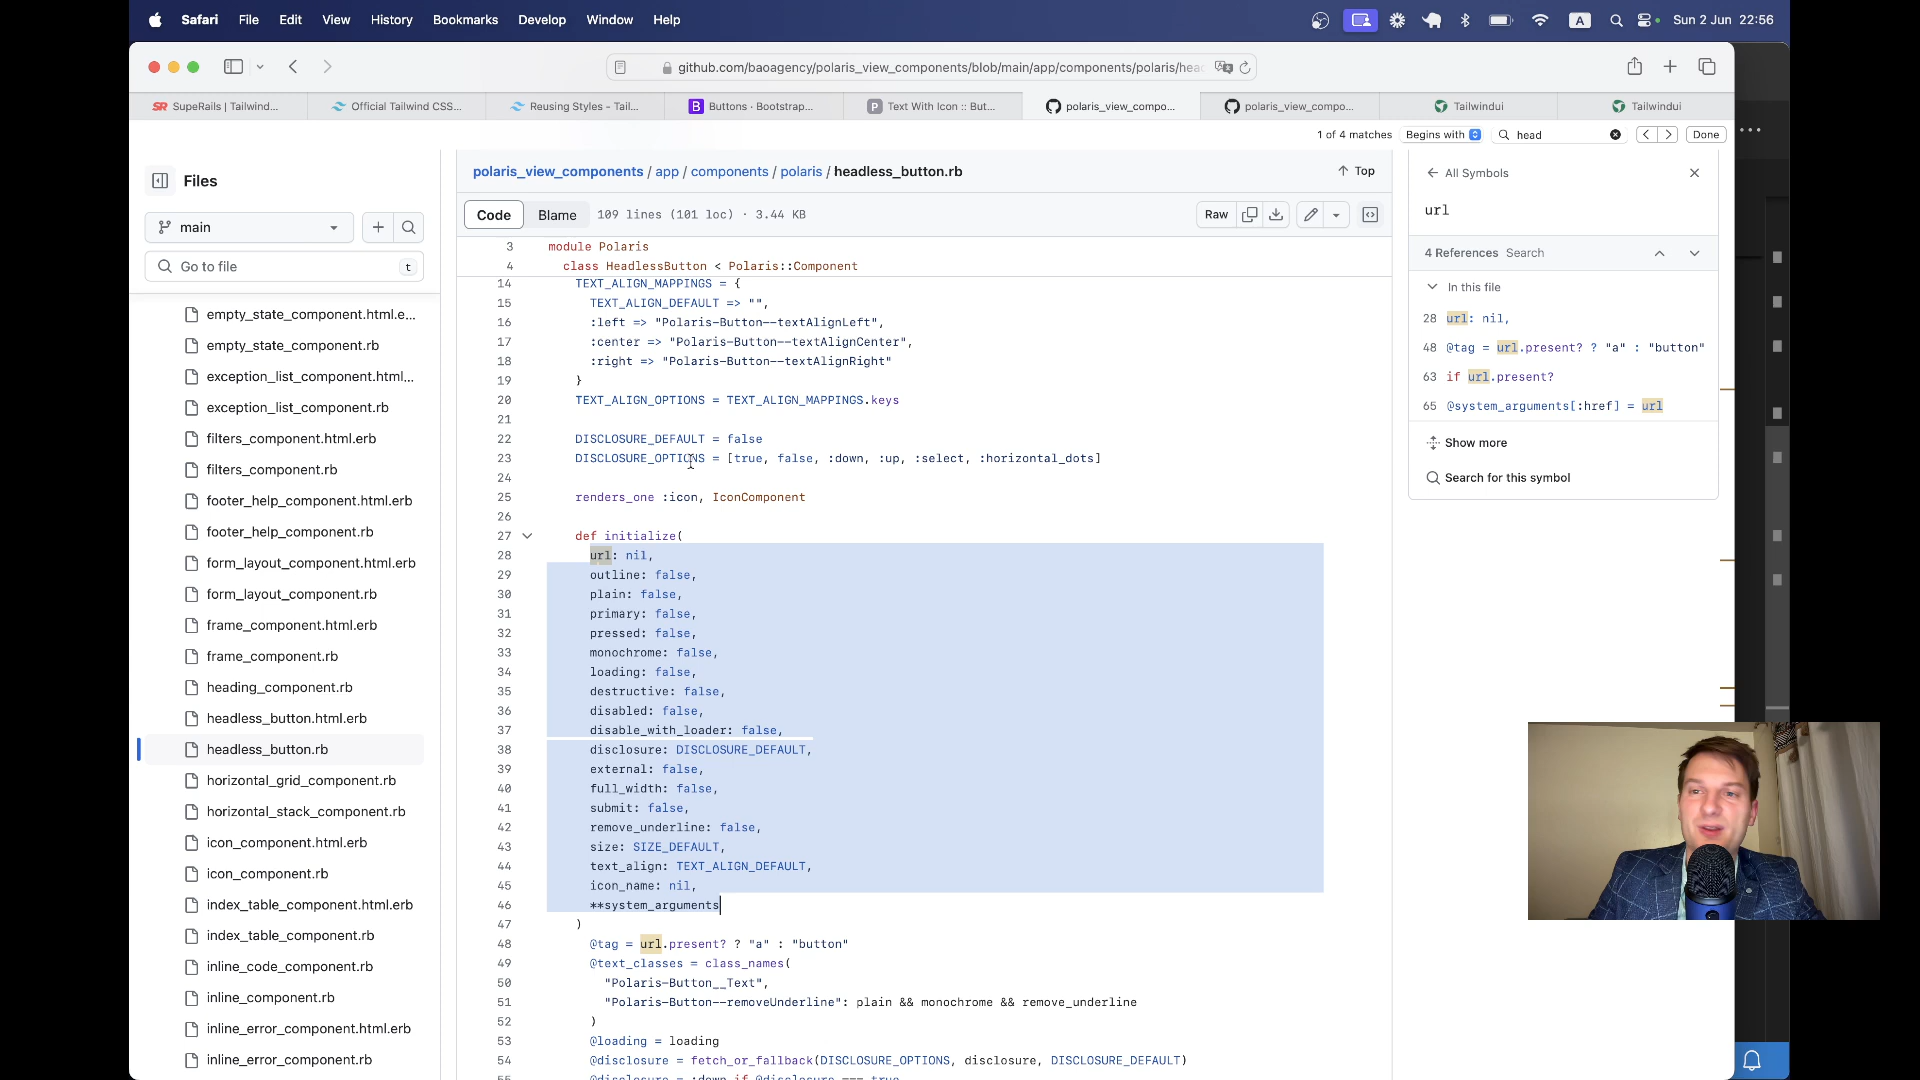 Safari File Edit View History Bookmarks Develop Window Help
A Sun 2 Jun 22:56
github.com/baoagency/polaris_view_components/blob/main/app/components/polaris/head
SupeRails | Tailwind...
Official Tailwind CSS...
Reusing Styles - Tail...
Buttons · Bootstrap...
Text With Icon :: But...
polaris_view_compo...
polaris_view_compo...
Tailwindui
Tailwindui
1 of 4 matches Begins with head Done
Files
main
Go to file t
empty_state_component.html.e...
empty_state_component.rb
exception_list_component.html...
exception_list_component.rb
filters_component.html.erb
filters_component.rb
footer_help_component.html.erb
footer_help_component.rb
form_layout_component.html.erb
form_layout_component.rb
frame_component.html.erb
frame_component.rb
heading_component.rb
headless_button.html.erb
headless_button.rb
horizontal_grid_component.rb
horizontal_stack_component.rb
icon_component.html.erb
icon_component.rb
index_table_component.html.erb
index_table_component.rb
inline_code_component.rb
inline_component.rb
inline_error_component.html.erb
inline_error_component.rb
polaris_view_components / app / components / polaris / headless_button.rb
Top
Code Blame 109 lines (101 loc) · 3.44 KB
Raw
3 module Polaris
4 class HeadlessButton < Polaris::Component
14 TEXT_ALIGN_MAPPINGS = {
15 TEXT_ALIGN_DEFAULT => "",
16 :left => "Polaris-Button--textAlignLeft",
17 :center => "Polaris-Button--textAlignCenter",
18 :right => "Polaris-Button--textAlignRight"
19 }
20 TEXT_ALIGN_OPTIONS = TEXT_ALIGN_MAPPINGS.keys
21
22 DISCLOSURE_DEFAULT = false
23 DISCLOSURE_OPTIONS = [true, false, :down, :up, :select, :horizontal_dots]
24
25 renders_one :icon, IconComponent
26
27 def initialize(
28 url: nil,
29 outline: false,
30 plain: false,
31 primary: false,
32 pressed: false,
33 monochrome: false,
34 loading: false,
35 destructive: false,
36 disabled: false,
37 disable_with_loader: false,
38 disclosure: DISCLOSURE_DEFAULT,
39 external: false,
40 full_width: false,
41 submit: false,
42 remove_underline: false,
43 size: SIZE_DEFAULT,
44 text_align: TEXT_ALIGN_DEFAULT,
45 icon_name: nil,
46 **system_arguments
47 )
48 @tag = url.present? ? "a" : "button"
49 @text_classes = class_names(
50 "Polaris-Button__Text",
51 "Polaris-Button--removeUnderline": plain && monochrome && remove_underline
52 )
53 @loading = loading
54 @disclosure = fetch_or_fallback(DISCLOSURE_OPTIONS, disclosure, DISCLOSURE_DEFAULT)
55 @disclosure = :down if @disclosure === true
All Symbols
url
4 References Search
In this file
28 url: nil,
48 @tag = url.present? ? "a" : "button"
63 if url.present?
65 @system_arguments[:href] = url
Show more
Search for this symbol